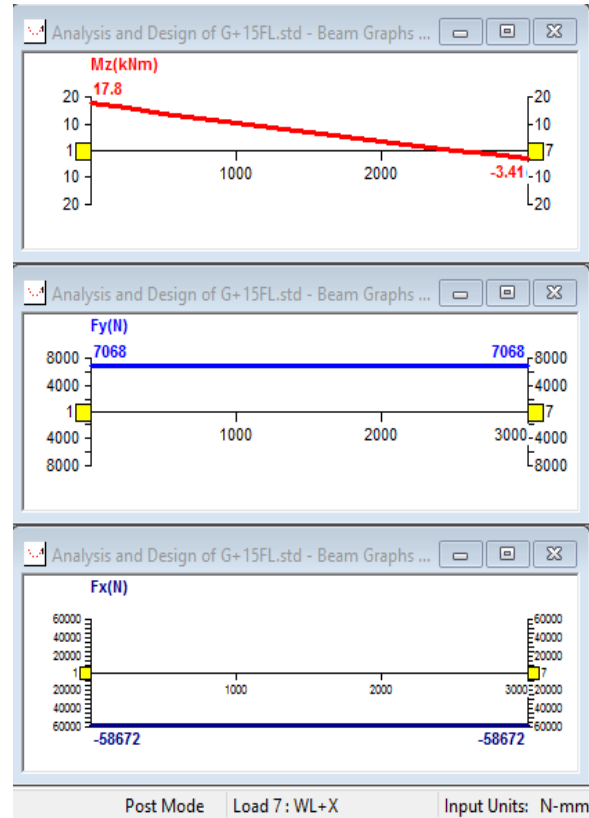 Analysis and Design of G+15FL.std - Beam Graphs ...
Mz(kNm)
17.8
20 20
10 10
1 7
1000 2000
10 -3.41 10
20 20
Analysis and Design of G+15FL.std - Beam Graphs ...
Fy(N)
7068 7068
8000 8000
4000 4000
1 7
1000 2000 3000
4000 4000
8000 8000
Analysis and Design of G+15FL.std - Beam Graphs ...
Fx(N)
60000 60000
40000 40000
20000 20000
1 7
1000 2000 3000
20000 20000
40000 40000
60000 60000
-58672 -58672
Post Mode Load 7 : WL+X Input Units: N-mm